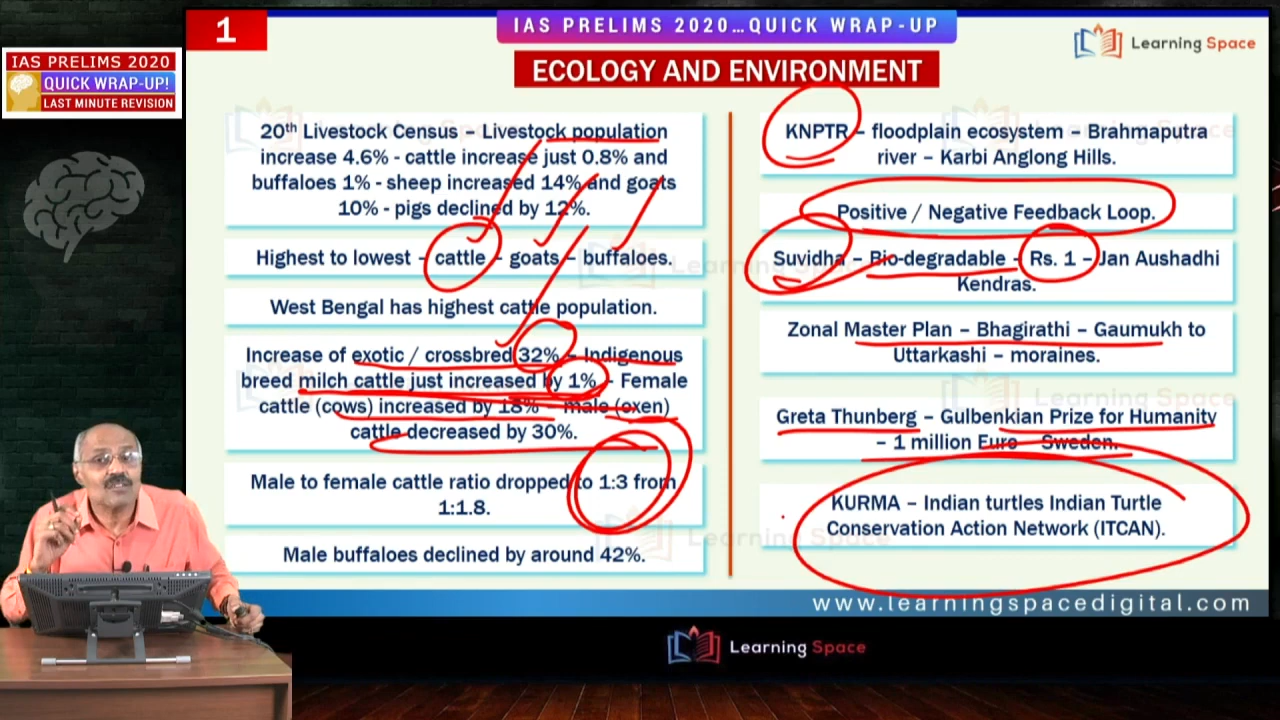 1
IAS PRELIMS 2020…QUICK WRAP-UP
Learning Space
IAS PRELIMS 2020
QUICK WRAP-UP!
LAST MINUTE REVISION
ECOLOGY AND ENVIRONMENT
20th Livestock Census – Livestock population
increase 4.6% - cattle increase just 0.8% and
buffaloes 1% - sheep increased 14% and goats
10% - pigs declined by 12%.
Highest to lowest – cattle – goats – buffaloes.
West Bengal has highest cattle population.
Increase of exotic / crossbred 32% – Indigenous
breed milch cattle just increased by 1% – Female
cattle (cows) increased by 18% – male (oxen)
cattle decreased by 30%.
Male to female cattle ratio dropped to 1:3 from
1:1.8.
Male buffaloes declined by around 42%.
KNPTR – floodplain ecosystem – Brahmaputra
river – Karbi Anglong Hills.
Positive / Negative Feedback Loop.
Suvidha – Bio-degradable – Rs. 1 – Jan Aushadhi
Kendras.
Zonal Master Plan – Bhagirathi – Gaumukh to
Uttarkashi – moraines.
Greta Thunberg – Gulbenkian Prize for Humanity
– 1 million Euro – Sweden.
KURMA – Indian turtles Indian Turtle
Conservation Action Network (ITCAN).
www.learningspacedigital.com
Learning Space